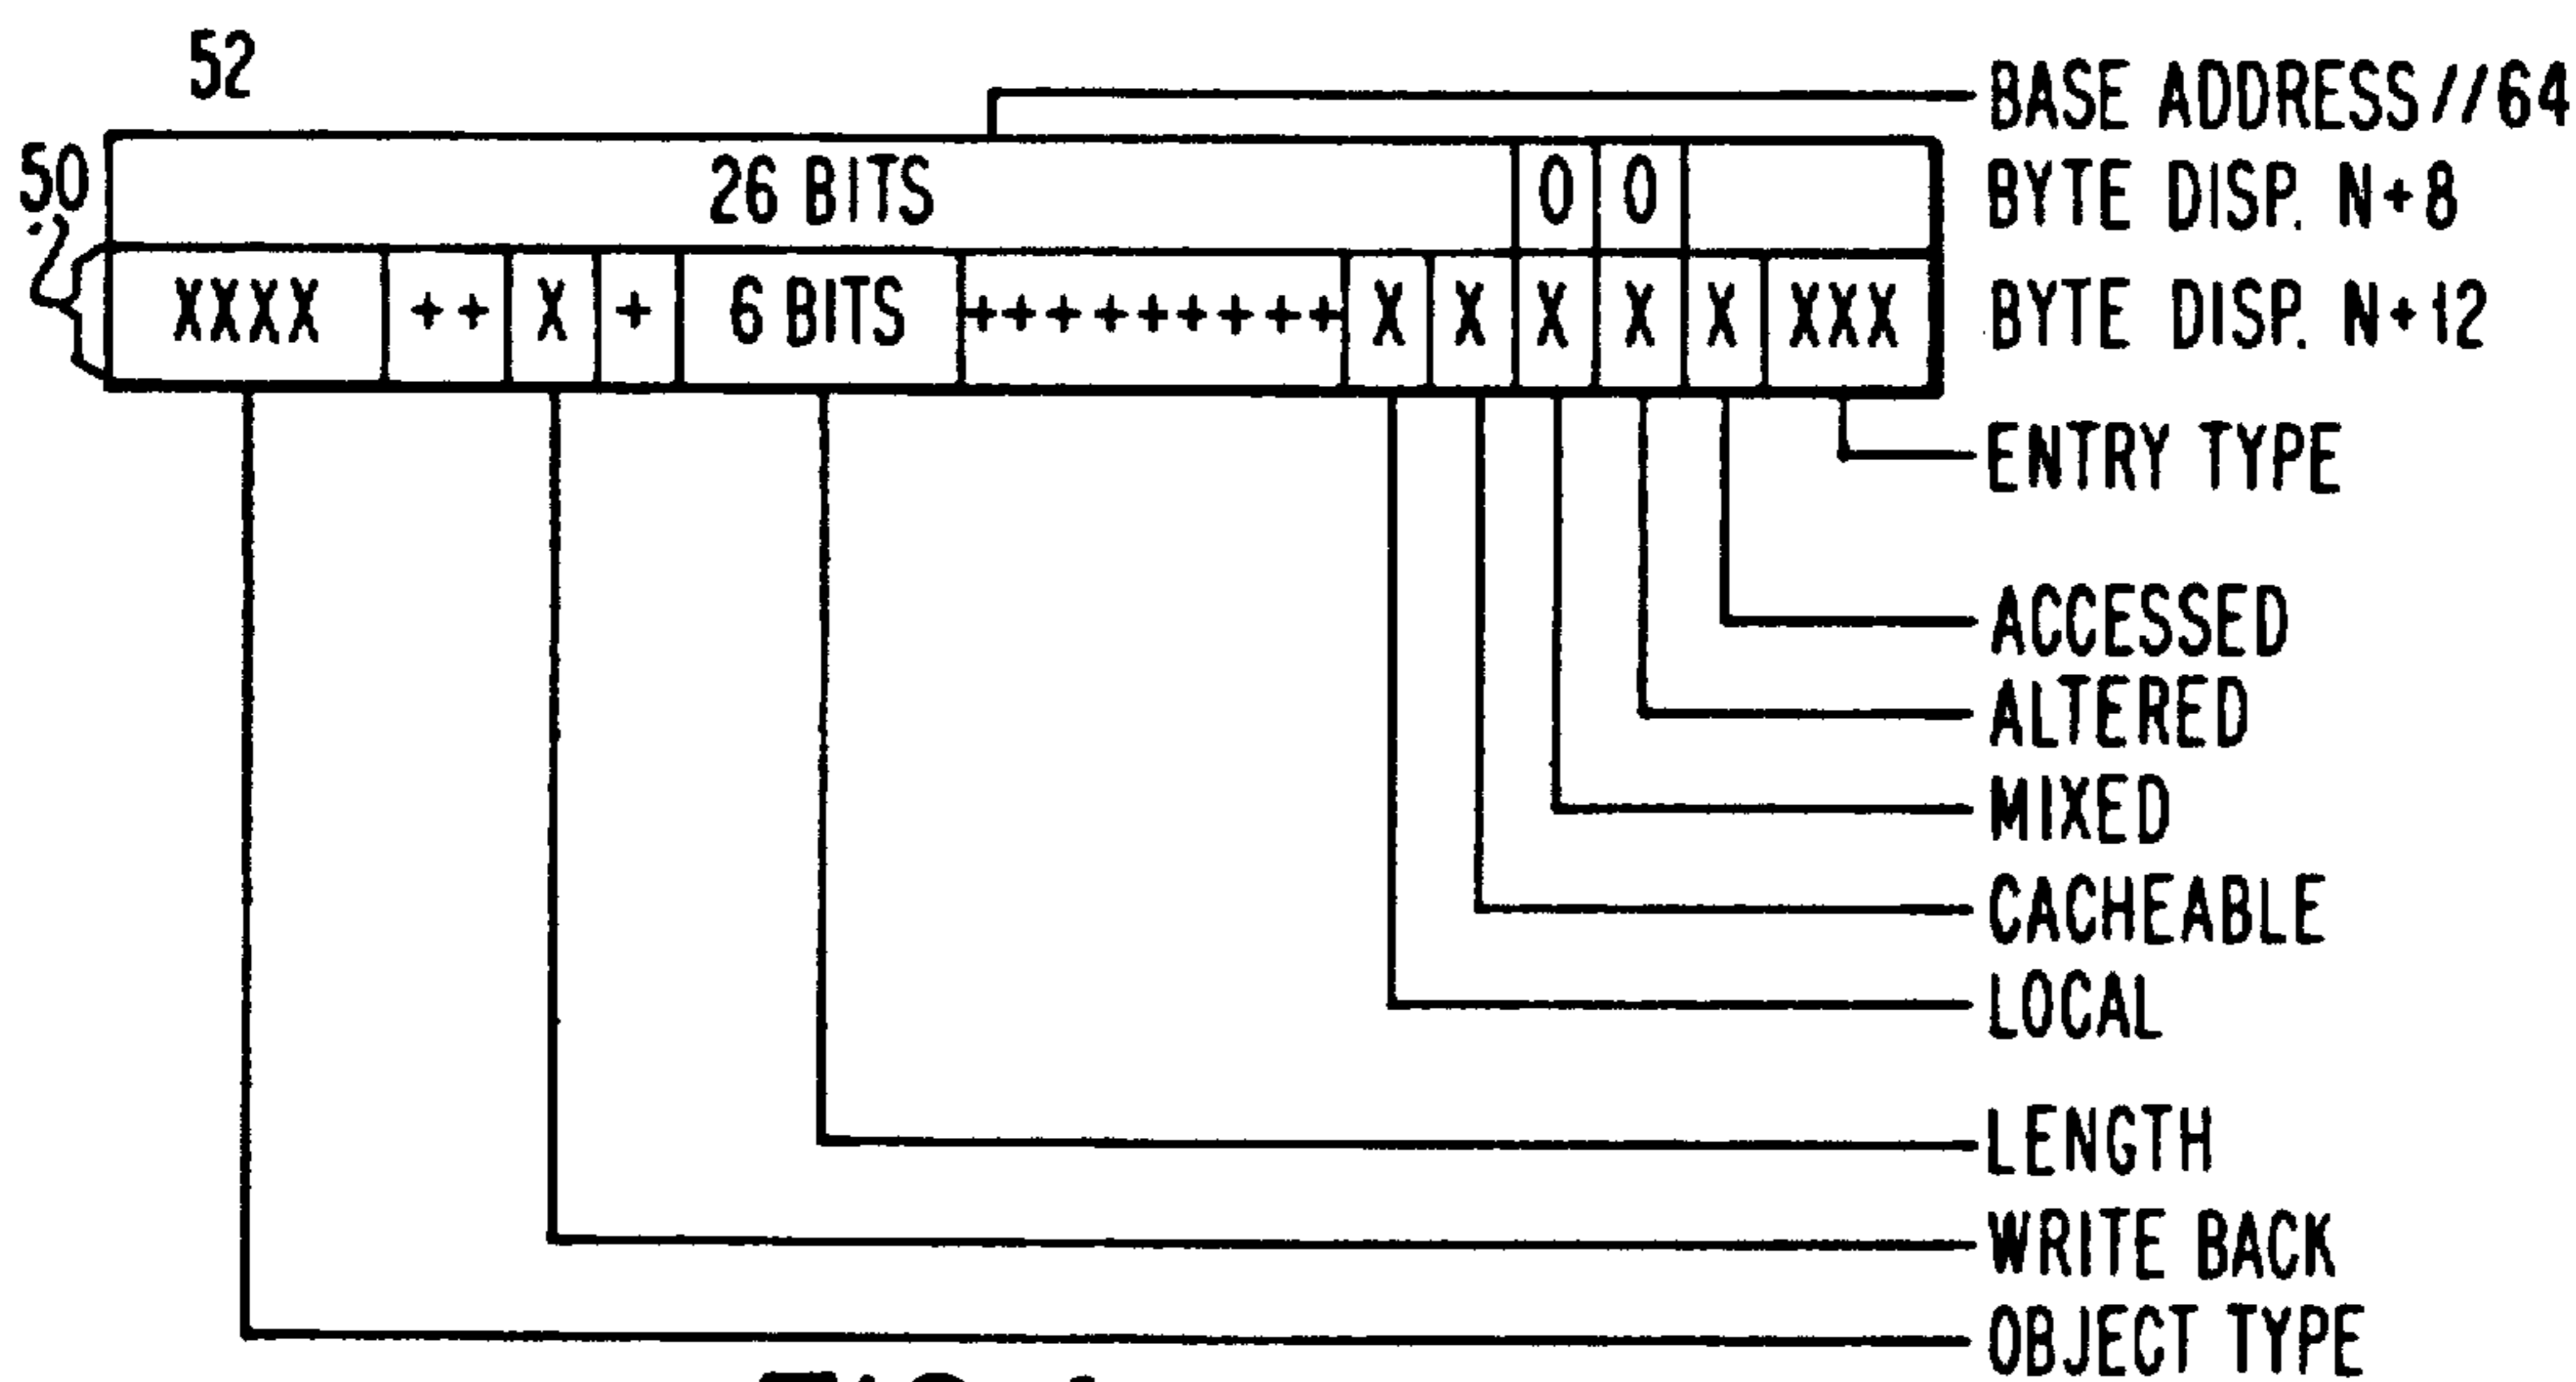 52
BASE ADDRESS//64
50
26 BITS 0 0
BYTE DISP. N+8
XXXX ++ X + 6 BITS +++++++++ X X X X X XXX
BYTE DISP. N+12
ENTRY TYPE
ACCESSED
ALTERED
MIXED
CACHEABLE
LOCAL
LENGTH
WRITE BACK
OBJECT TYPE